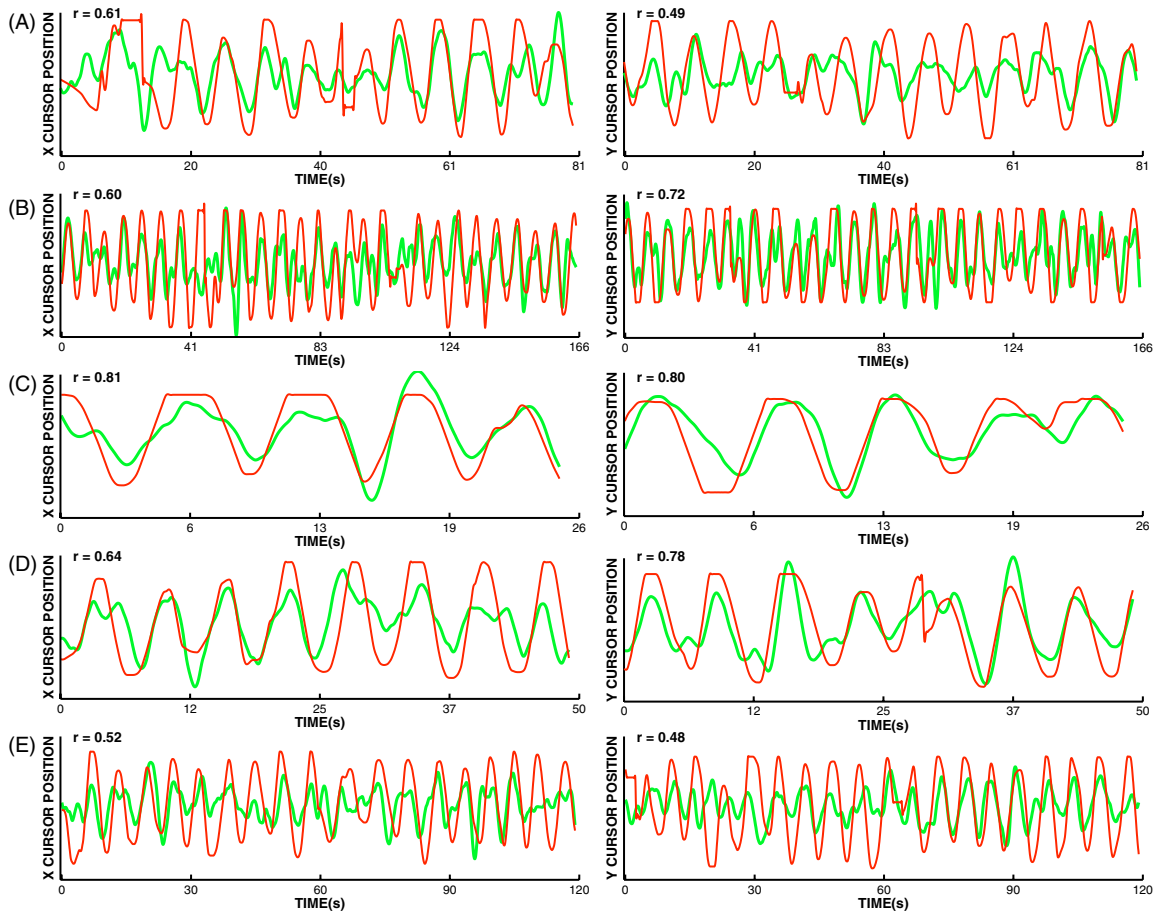 (A)
X CURSOR POSITION
r = 0.61
0 20 40 61 81
TIME(s)
Y CURSOR POSITION
r = 0.49
0 20 40 61 81
TIME(s)
(B)
X CURSOR POSITION
r = 0.60
0 41 83 124 166
TIME(s)
Y CURSOR POSITION
r = 0.72
0 41 83 124 166
TIME(s)
(C)
X CURSOR POSITION
r = 0.81
0 6 13 19 26
TIME(s)
Y CURSOR POSITION
r = 0.80
0 6 13 19 26
TIME(s)
(D)
X CURSOR POSITION
r = 0.64
0 12 25 37 50
TIME(s)
Y CURSOR POSITION
r = 0.78
0 12 25 37 50
TIME(s)
(E)
X CURSOR POSITION
r = 0.52
0 30 60 90 120
TIME(s)
Y CURSOR POSITION
r = 0.48
0 30 60 90 120
TIME(s)